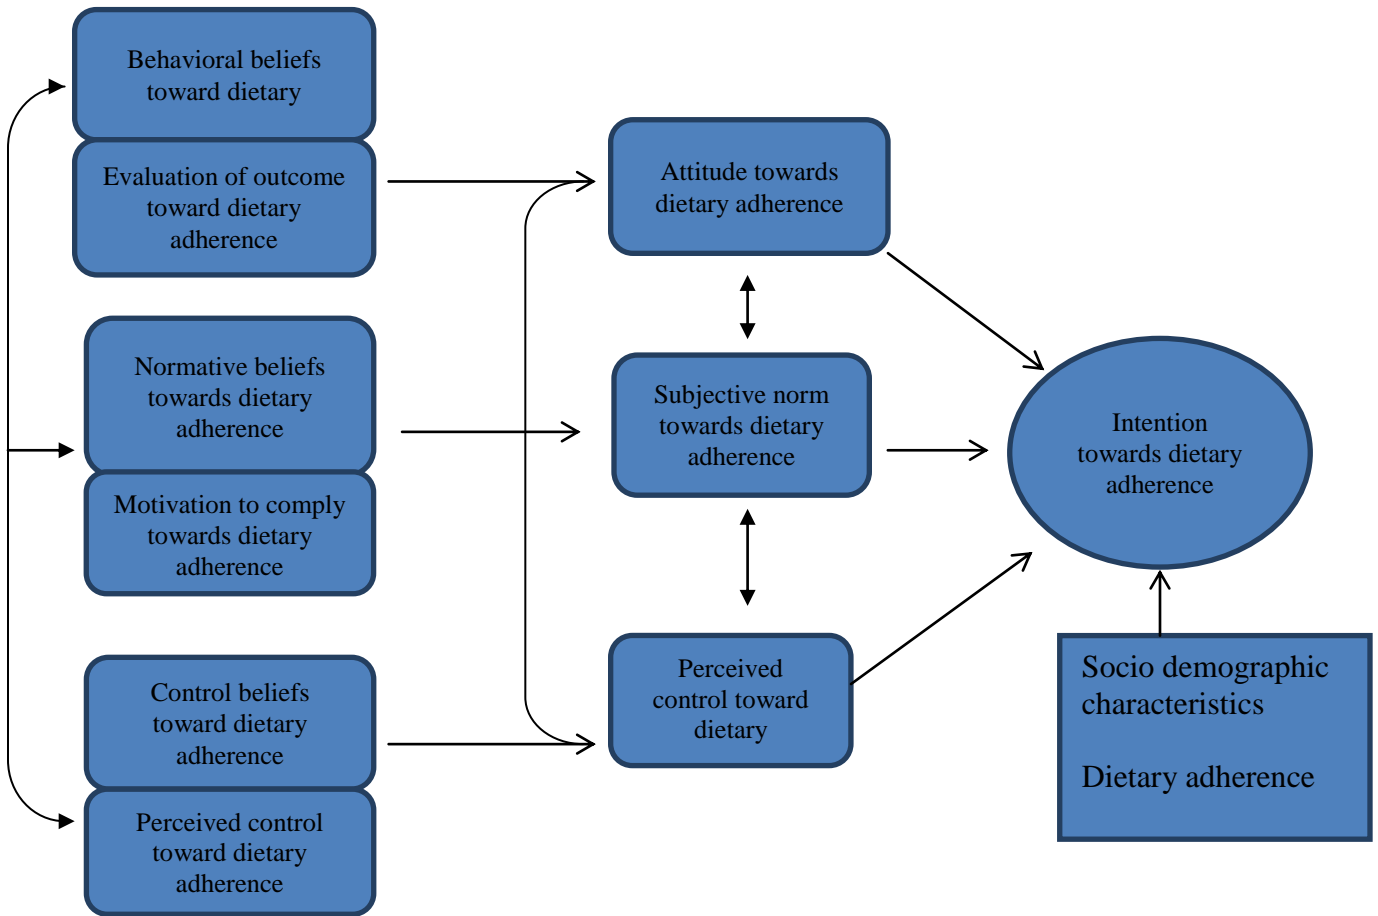 Behavioral beliefs
toward dietary
Evaluation of outcome
toward dietary
adherence
Normative beliefs
towards dietary
adherence
Motivation to comply
towards dietary
adherence
Control beliefs
toward dietary
adherence
Perceived control
toward dietary
adherence
Attitude towards
dietary adherence
Subjective norm
towards dietary
adherence
Perceived
control toward
dietary
Intention
towards dietary
adherence
Socio demographic
characteristics
Dietary adherence